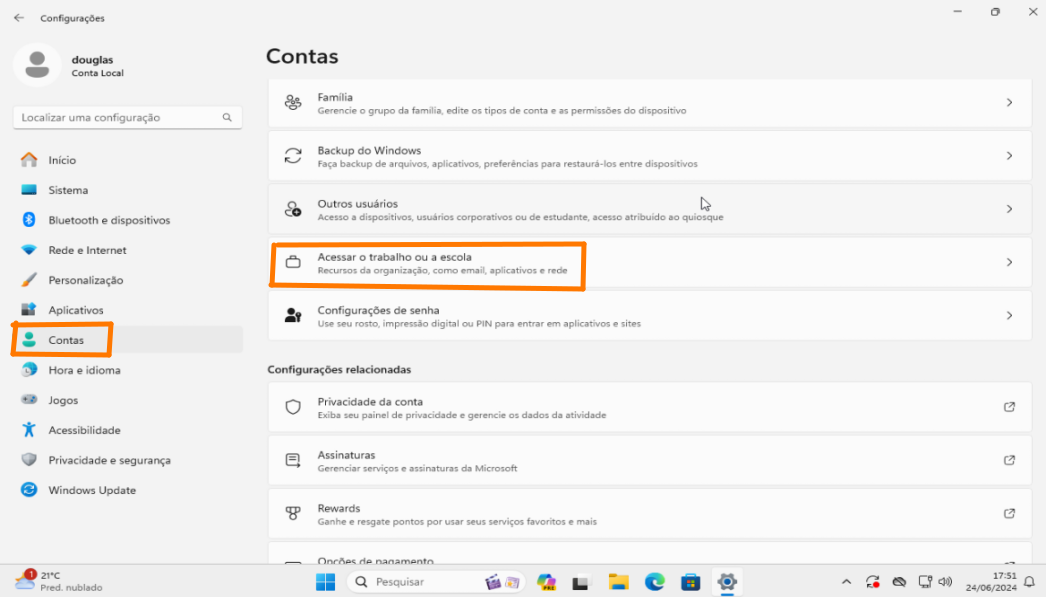 Configurações
douglas
Conta Local
Localizar uma configuração
Início
Sistema
Bluetooth e dispositivos
Rede e Internet
Personalização
Aplicativos
Contas
Hora e idioma
Jogos
Acessibilidade
Privacidade e segurança
Windows Update
Contas
Família
Gerencie o grupo da família, edite os tipos de conta e as permissões do dispositivo
Backup do Windows
Faça backup de arquivos, aplicativos, preferências para restaurá-los entre dispositivos
Outros usuários
Acesso a dispositivos, usuários corporativos ou de estudante, acesso atribuído ao quiosque
Acessar o trabalho ou a escola
Recursos da organização, como email, aplicativos e rede
Configurações de senha
Use seu rosto, impressão digital ou PIN para entrar em aplicativos e sites
Configurações relacionadas
Privacidade da conta
Exiba seu painel de privacidade e gerencie os dados da atividade
Assinaturas
Gerenciar serviços e assinaturas da Microsoft
Rewards
Ganhe e resgate pontos por usar seus serviços favoritos e mais
Opções de pagamento
1
21°C
Pred. nublado
Pesquisar
17:51
24/06/2024